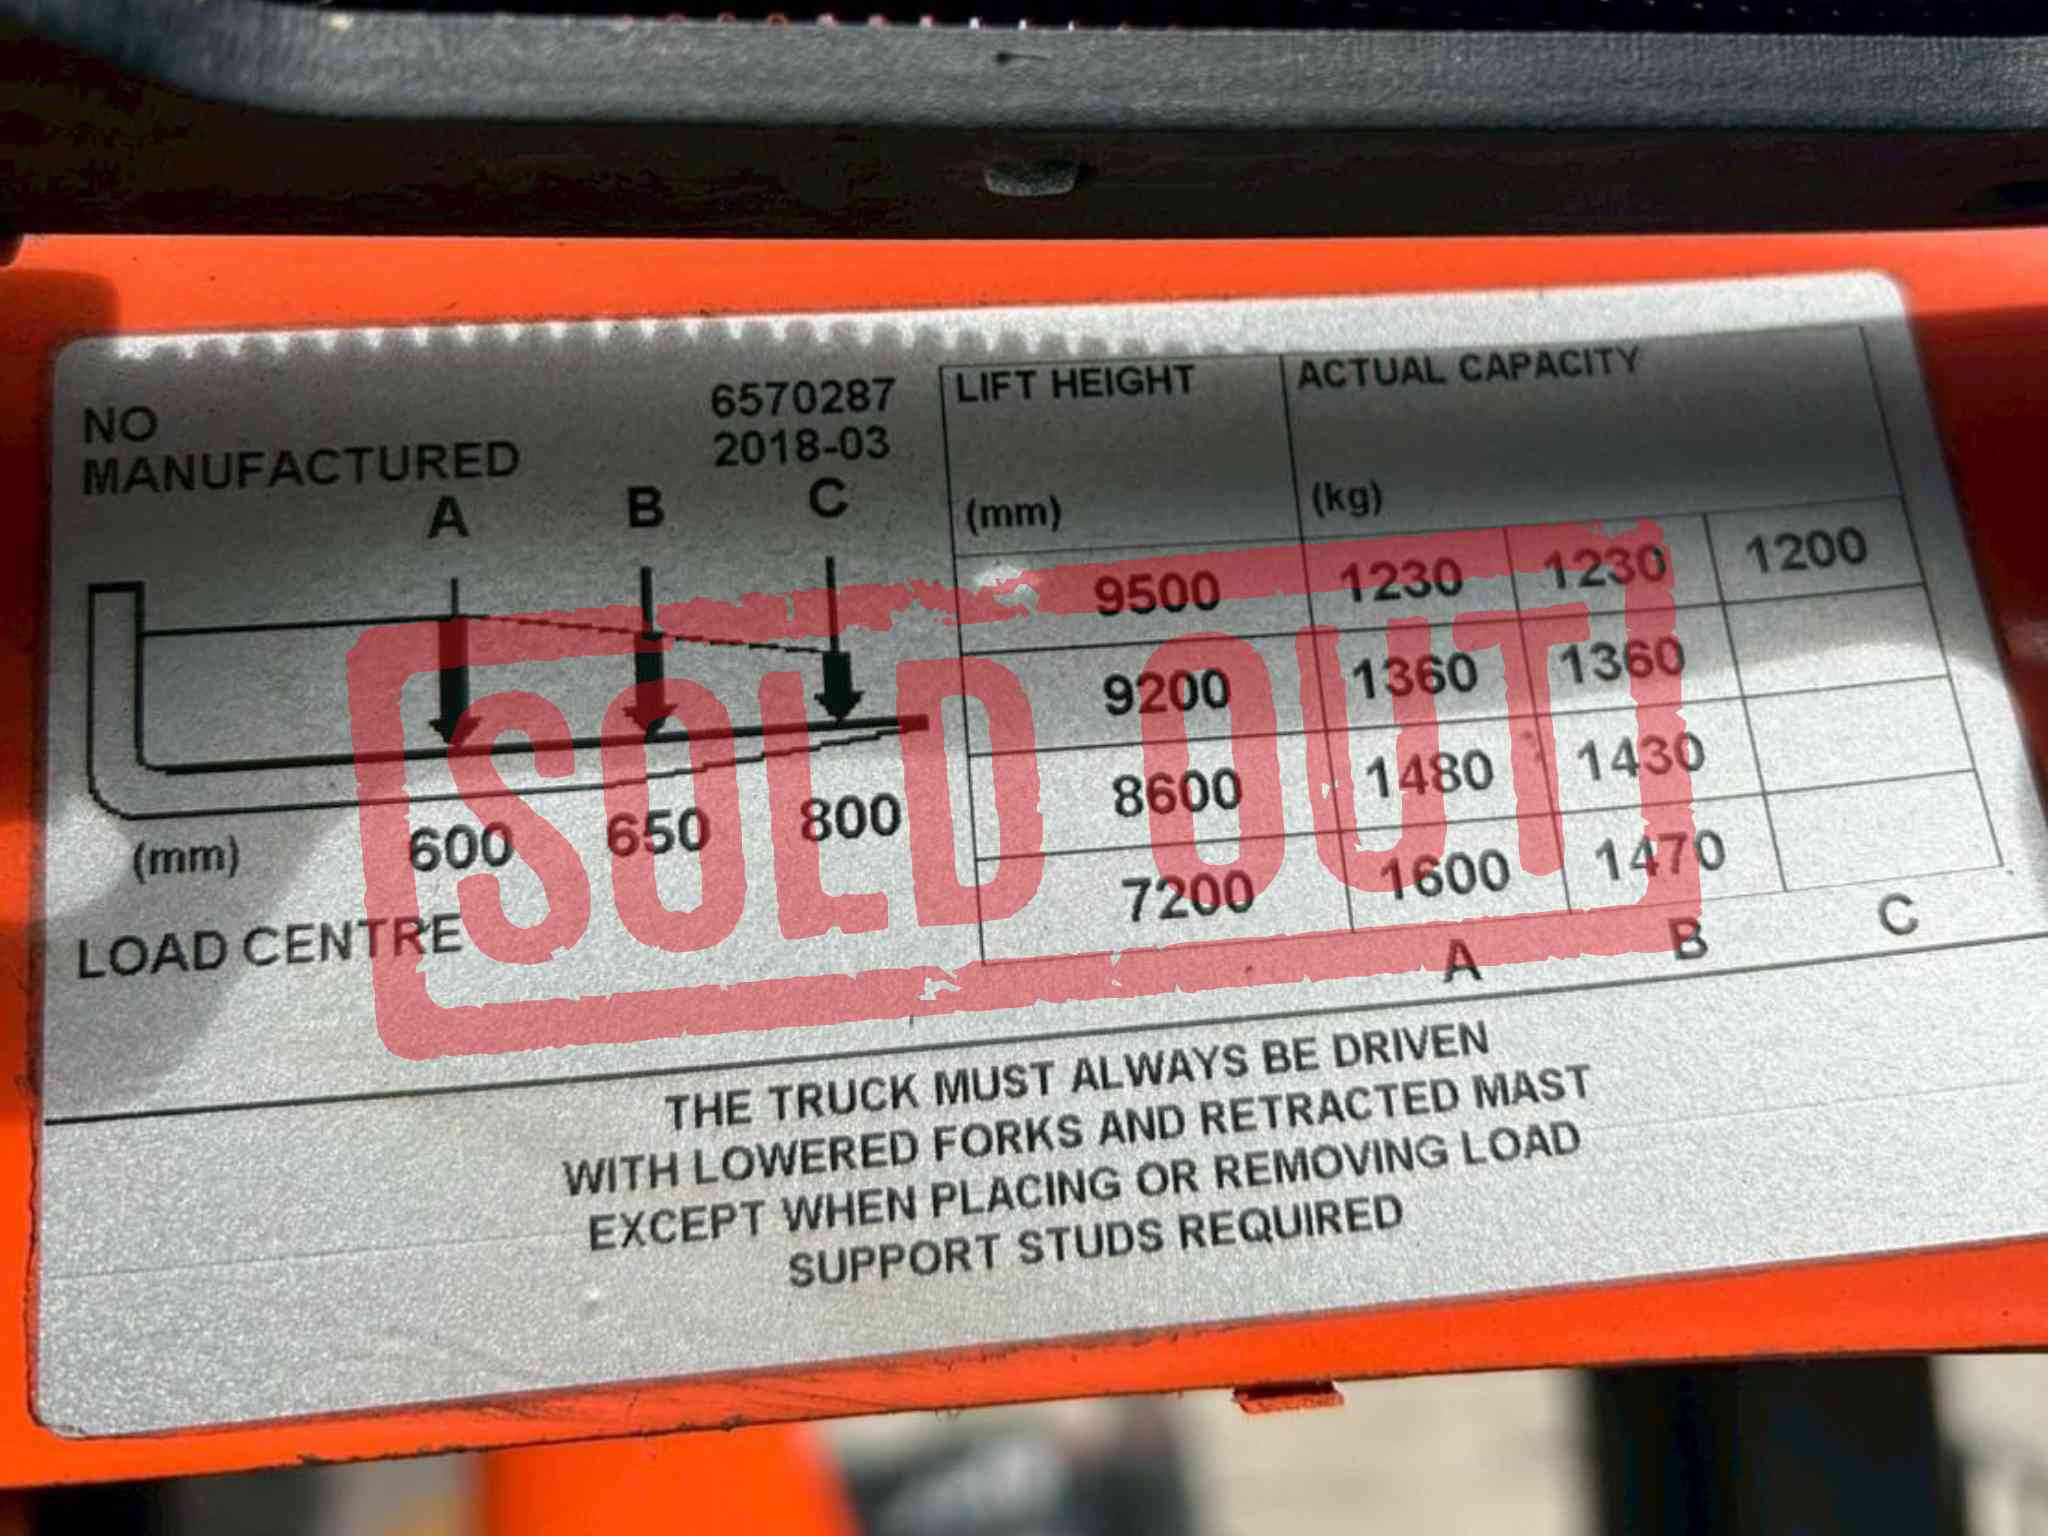 NO 6570287
MANUFACTURED 2018-03
A B C
(mm) 600 650 800
LOAD CENTRE
LIFT HEIGHT ACTUAL CAPACITY
(mm) (kg)
9500 1230 1230 1200
9200 1360 1360
8600 1480 1430
7200 1600 1470
A B C
SOLD OUT
THE TRUCK MUST ALWAYS BE DRIVEN
WITH LOWERED FORKS AND RETRACTED MAST
EXCEPT WHEN PLACING OR REMOVING LOAD
SUPPORT STUDS REQUIRED